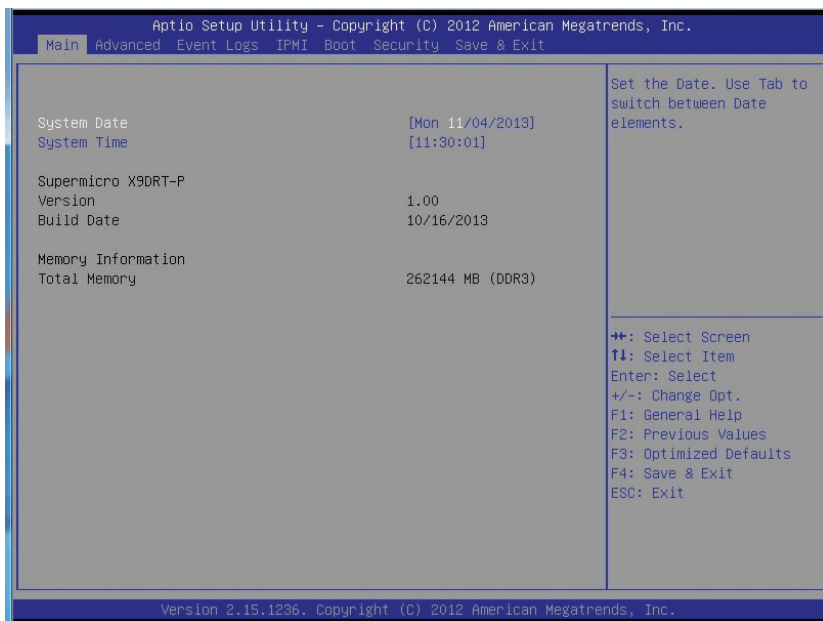 Aptio Setup Utility – Copyright (C) 2012 American Megatrends, Inc.
Main Advanced Event Logs IPMI Boot Security Save & Exit
System Date [Mon 11/04/2013]
System Time [11:30:01]
Supermicro X9DRT-P
Version 1.00
Build Date 10/16/2013
Memory Information
Total Memory 262144 MB (DDR3)
Set the Date. Use Tab to
switch between Date
elements.
→←: Select Screen
↑↓: Select Item
Enter: Select
+/-: Change Opt.
F1: General Help
F2: Previous Values
F3: Optimized Defaults
F4: Save & Exit
ESC: Exit
Version 2.15.1236. Copyright (C) 2012 American Megatrends, Inc.